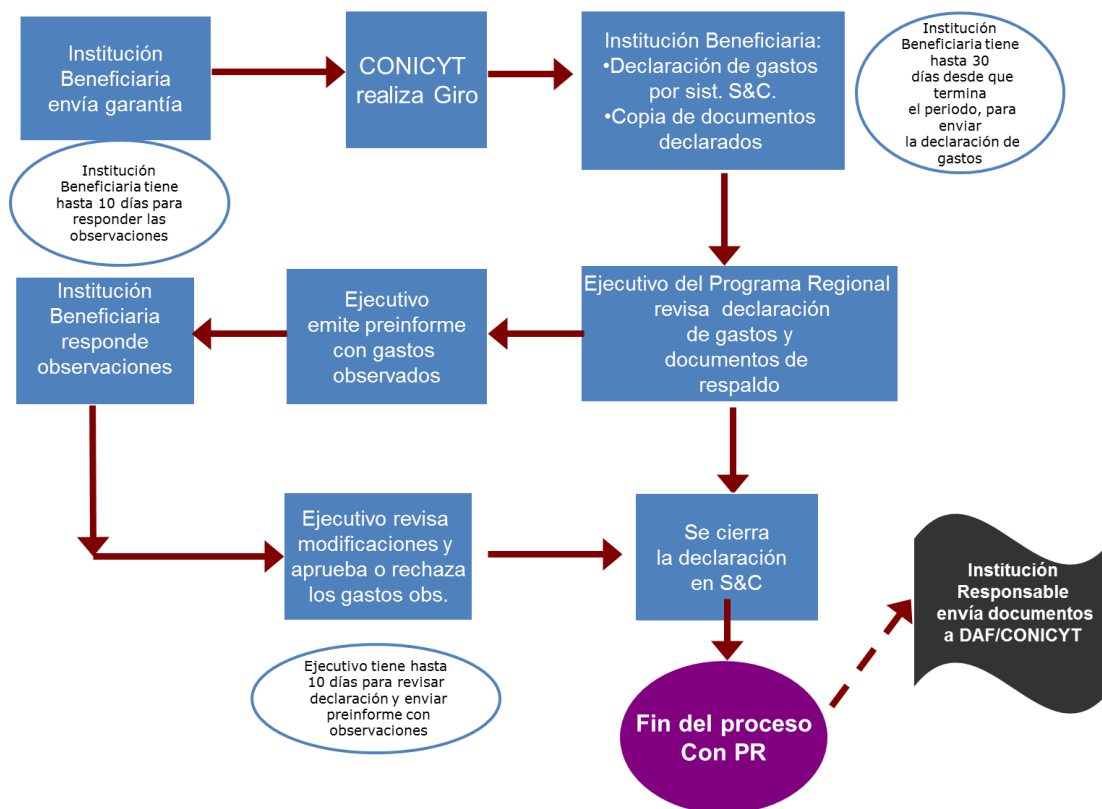 Institución
Beneficiaria
envía garantía
CONICYT
realiza Giro
Institución Beneficiaria:
•Declaración de gastos
por sist. S&C.
•Copia de documentos
declarados
Institución
Beneficiaria tiene
hasta 30
días desde que
termina
el periodo, para
enviar
la declaración de
gastos
Institución
Beneficiaria tiene
hasta 10 días para
responder las
observaciones
Institución
Beneficiaria
responde
observaciones
Ejecutivo
emite preinforme
con gastos
observados
Ejecutivo del Programa Regional
revisa declaración
de gastos y
documentos de
respaldo
Ejecutivo revisa
modificaciones y
aprueba o rechaza
los gastos obs.
Se cierra
la declaración
en S&C
Institución
Responsable
envía documentos
a DAF/CONICYT
Ejecutivo tiene hasta
10 días para revisar
declaración y enviar
preinforme con
observaciones
Fin del proceso
Con PR